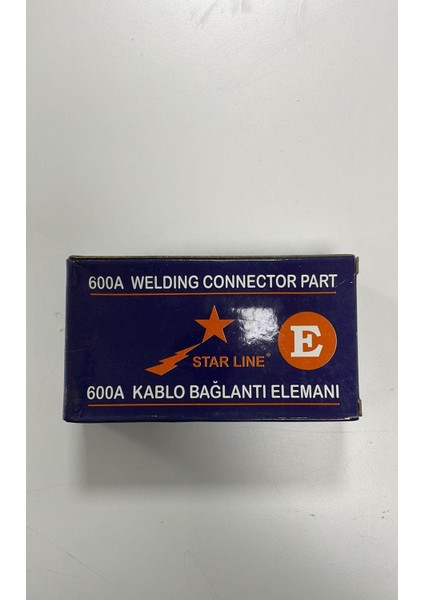 600A WELDING CONNECTOR PART
STAR LINE®
E
600A KABLO BAĞLANTI ELEMANI